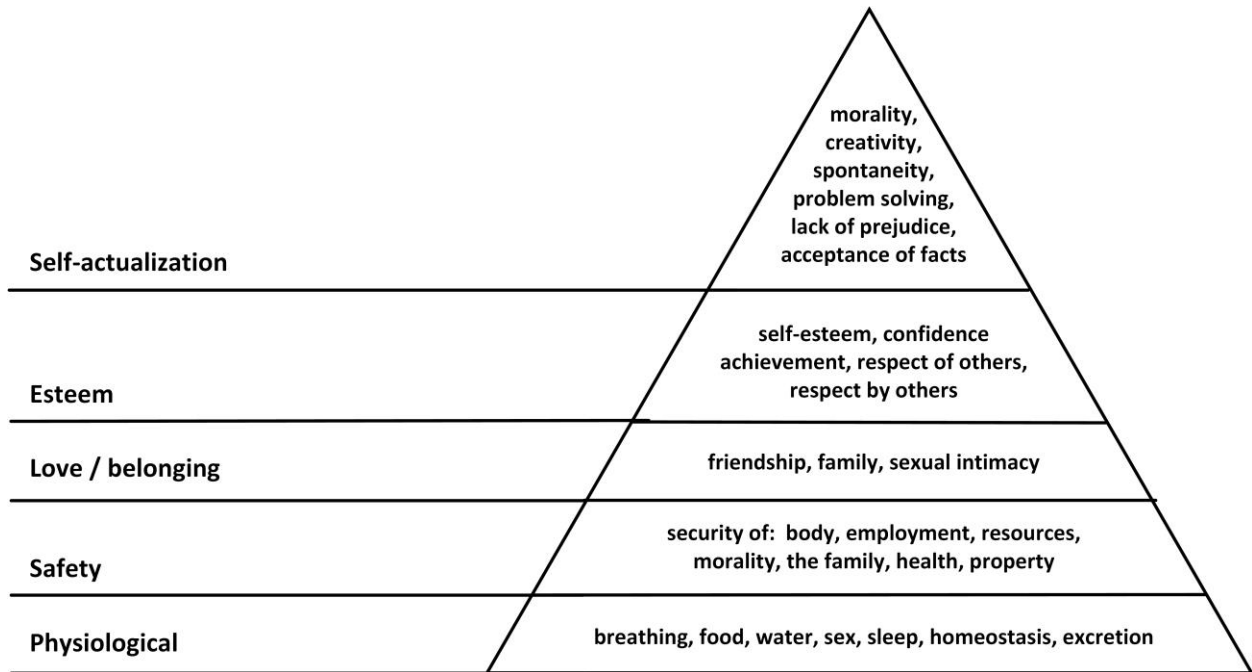 morality,
creativity,
spontaneity,
problem solving,
lack of prejudice,
acceptance of facts
Self-actualization
self-esteem, confidence
achievement, respect of others,
respect by others
Esteem
friendship, family, sexual intimacy
Love / belonging
security of:  body, employment, resources,
morality, the family, health, property
Safety
breathing, food, water, sex, sleep, homeostasis, excretion
Physiological